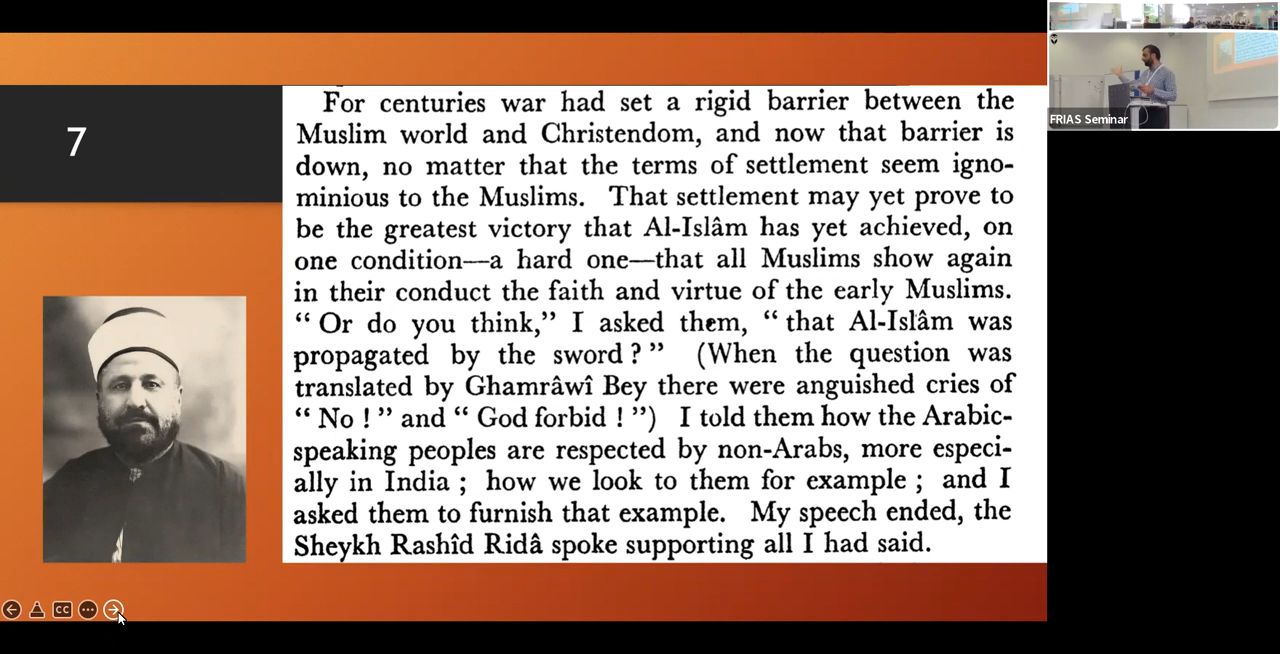 7
For centuries war had set a rigid barrier between the
Muslim world and Christendom, and now that barrier is
down, no matter that the terms of settlement seem igno-
minious to the Muslims. That settlement may yet prove to
be the greatest victory that Al-Islâm has yet achieved, on
one condition—a hard one—that all Muslims show again
in their conduct the faith and virtue of the early Muslims.
“ Or do you think,” I asked them, “ that Al-Islâm was
propagated by the sword ? ” (When the question was
translated by Ghamrâwî Bey there were anguished cries of
“ No ! ” and “ God forbid ! ”) I told them how the Arabic-
speaking peoples are respected by non-Arabs, more especi-
ally in India ; how we look to them for example ; and I
asked them to furnish that example. My speech ended, the
Sheykh Rashîd Ridâ spoke supporting all I had said.
CC
FRIAS Seminar